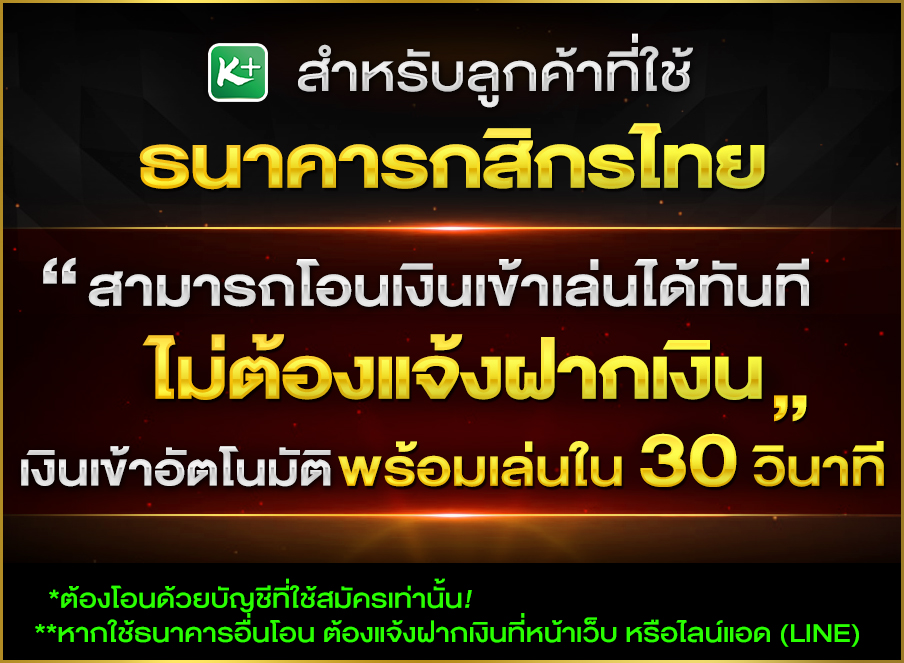 K+ สำหรับลูกค้าที่ใช้
ธนาคารกสิกรไทย
“ สามารถโอนเงินเข้าเล่นได้ทันที
ไม่ต้องแจ้งฝากเงิน „
เงินเข้าอัตโนมัติ พร้อมเล่นใน 30 วินาที
*ต้องโอนด้วยบัญชีที่ใช้สมัครเท่านั้น!
**หากใช้ธนาคารอื่นโอน ต้องแจ้งฝากเงินที่หน้าเว็บ หรือไลน์แอด (LINE)